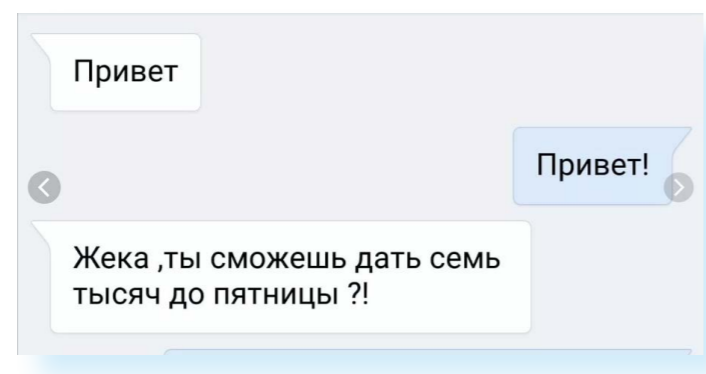 Привет
Привет!
Жека ,ты сможешь дать семь
тысяч до пятницы ?!